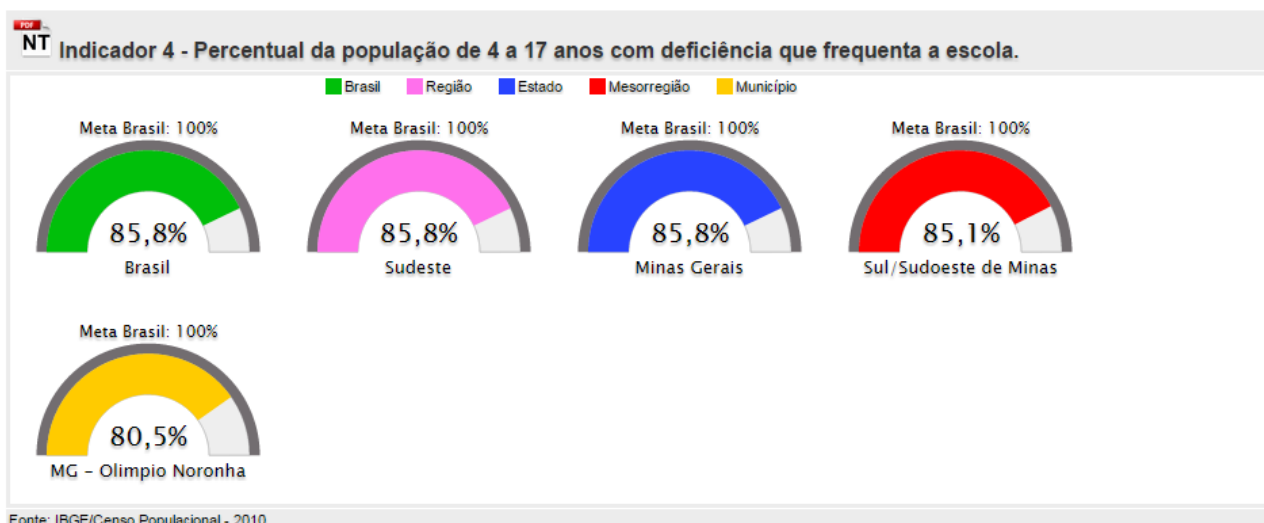 PDF
NT Indicador 4 - Percentual da população de 4 a 17 anos com deficiência que frequenta a escola.
Brasil Região Estado Mesorregião Município
Meta Brasil: 100% Meta Brasil: 100% Meta Brasil: 100% Meta Brasil: 100%
85,8% 85,8% 85,8% 85,1%
Brasil Sudeste Minas Gerais Sul/Sudoeste de Minas
Meta Brasil: 100%
80,5%
MG - Olimpio Noronha
Fonte: IBGE/Censo Populacional - 2010